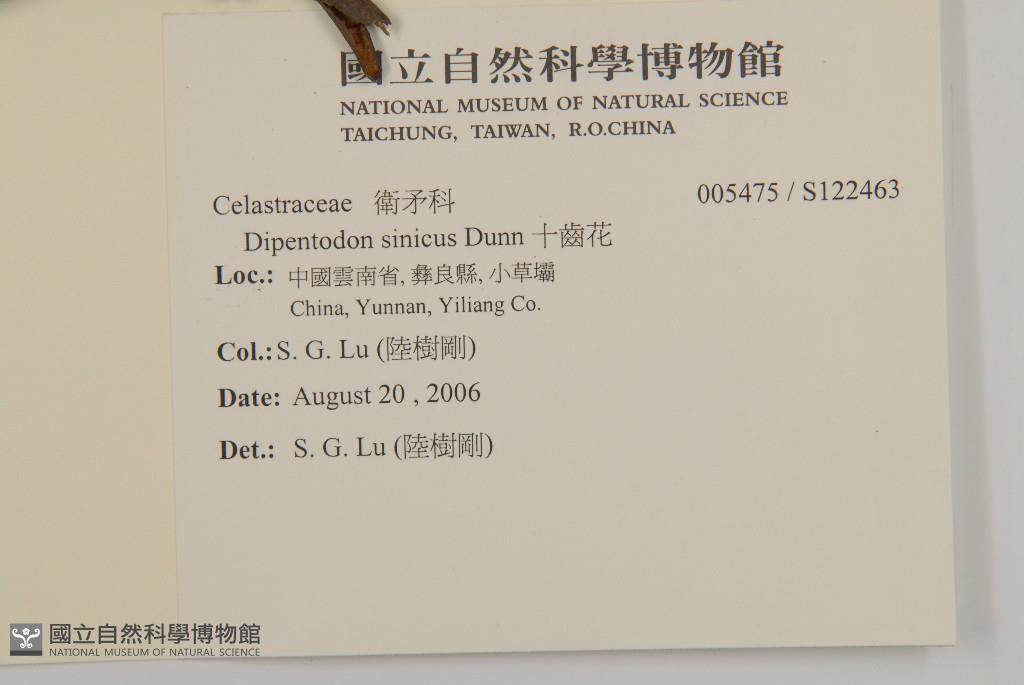 國立自然科學博物館
NATIONAL MUSEUM OF NATURAL SCIENCE
TAICHUNG, TAIWAN, R.O.CHINA
Celastraceae 衛矛科 005475 / S122463
Dipentodon sinicus Dunn 十齒花
Loc.: 中國雲南省, 彝良縣, 小草壩
China, Yunnan, Yiliang Co.
Col.: S. G. Lu (陸樹剛)
Date: August 20 , 2006
Det.: S. G. Lu (陸樹剛)
國立自然科學博物館
NATIONAL MUSEUM OF NATURAL SCIENCE